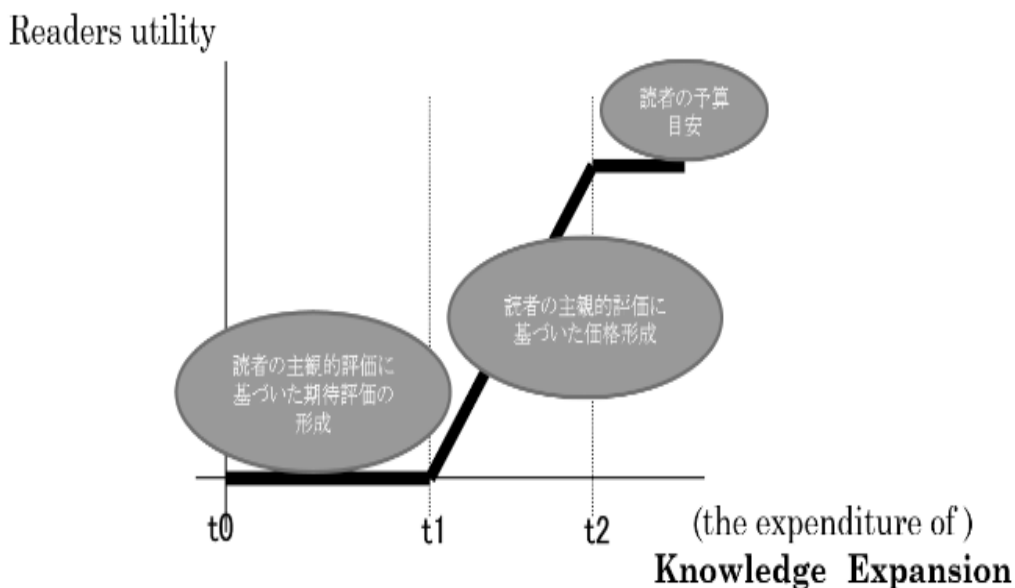 Readers utility
読者の予算
目安
読者の主観的評価に
基づいた価格形成
読者の主観的評価に
基づいた期待評価の
形成
t0
t1
t2
(the expenditure of )
Knowledge Expansion